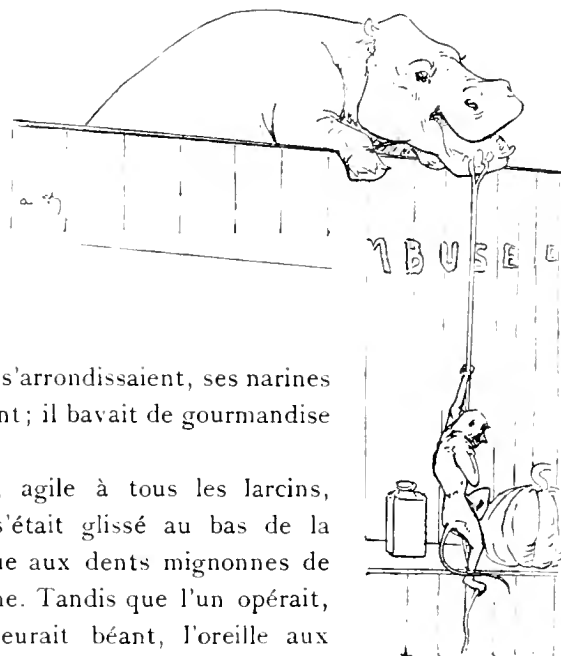 BUSE
s'arrondissaient, ses narines
nt ; il bavait de gourmandise
, agile à tous les larcins,
s'était glissé au bas de la
ue aux dents mignonnes de
ne. Tandis que l'un opérait,
eurait béant, l'oreille aux